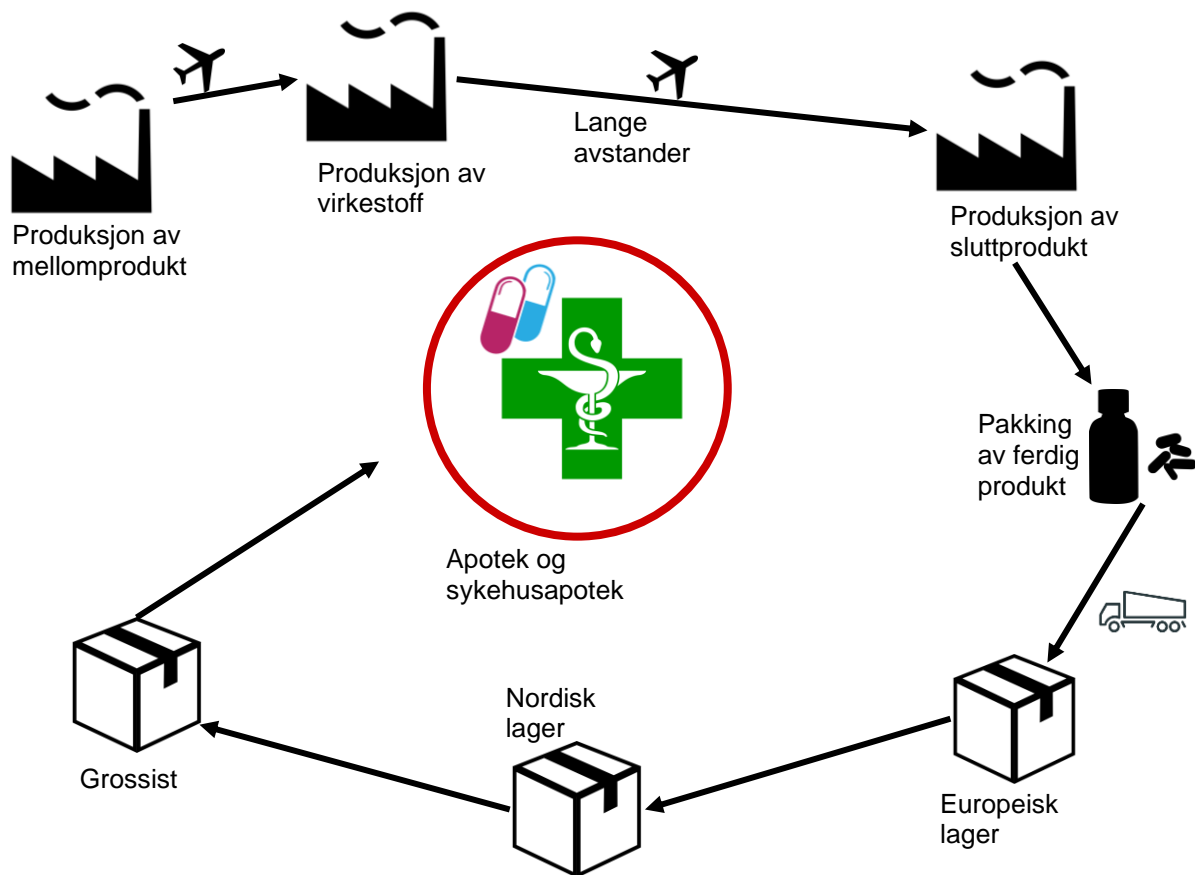 Lange
avstander
Produksjon av
virkestoff
Produksjon av
mellomprodukt
Produksjon av
sluttprodukt
Pakking
av ferdig
produkt
Apotek og
sykehusapotek
Nordisk
lager
Grossist
Europeisk
lager